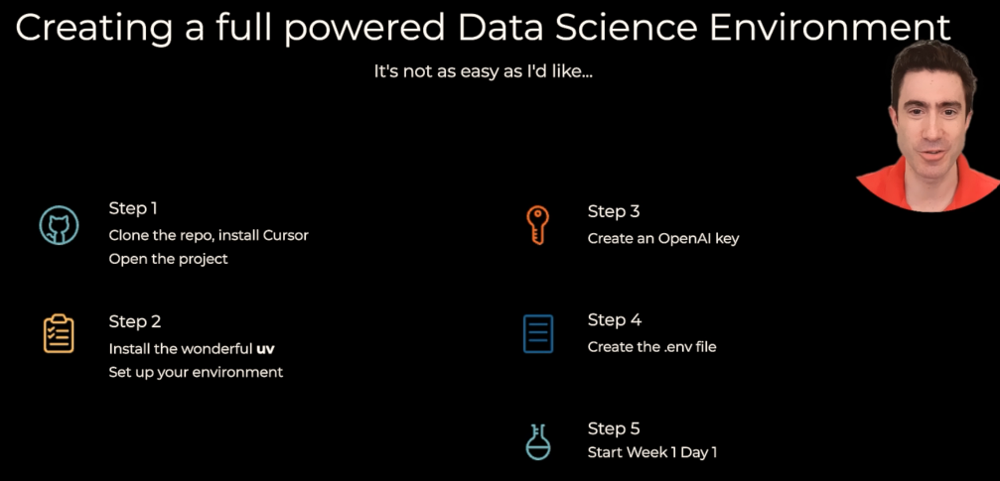 Creating a full powered Data Science Environment
It's not as easy as I'd like...
Step 1
Clone the repo, install Cursor
Open the project
Step 2
Install the wonderful uv
Set up your environment
Step 3
Create an OpenAI key
Step 4
Create the .env file
Step 5
Start Week 1 Day 1